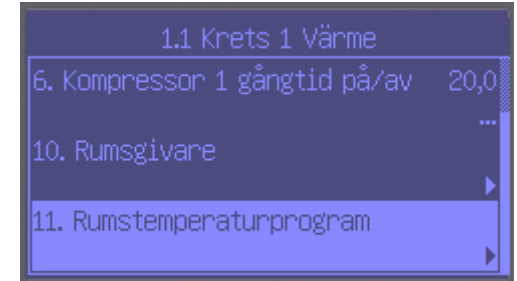 1.1 Krets 1 Värme
6. Kompressor 1 gångtid på/av 20,0
...
10. Rumsgivare
11. Rumstemperaturprogram